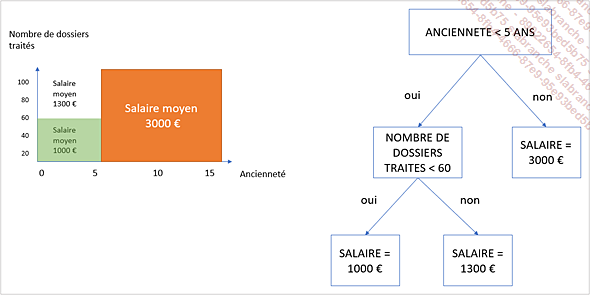 Nombre de dossiers
traités
100
80
60
40
20
Salaire
moyen
1300 €
Salaire
moyen
1000 €
Salaire moyen
3000 €
0
5
10
15
Ancienneté
ANCIENNETE < 5 ANS
oui
non
NOMBRE DE
DOSSIERS
TRAITES < 60
SALAIRE =
3000 €
oui
non
SALAIRE =
1000 €
SALAIRE =
1300 €